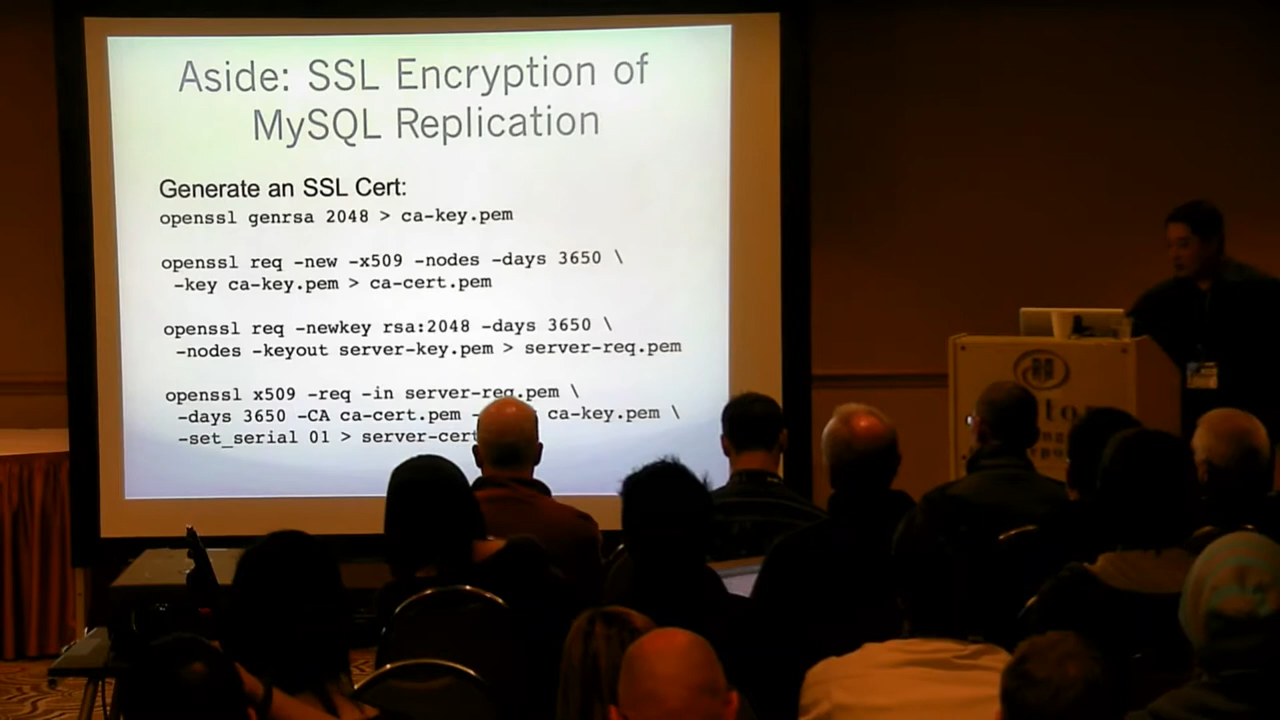 Aside: SSL Encryption of
MySQL Replication
Generate an SSL Cert:
openssl genrsa 2048 > ca-key.pem
openssl req -new -x509 -nodes -days 3650 \
-key ca-key.pem > ca-cert.pem
openssl req -newkey rsa:2048 -days 3650 \
-nodes -keyout server-key.pem > server-req.pem
openssl x509 -req -in server-req.pem \
-days 3650 -CA ca-cert.pem - ca-key.pem \
-set_serial 01 > server-cert